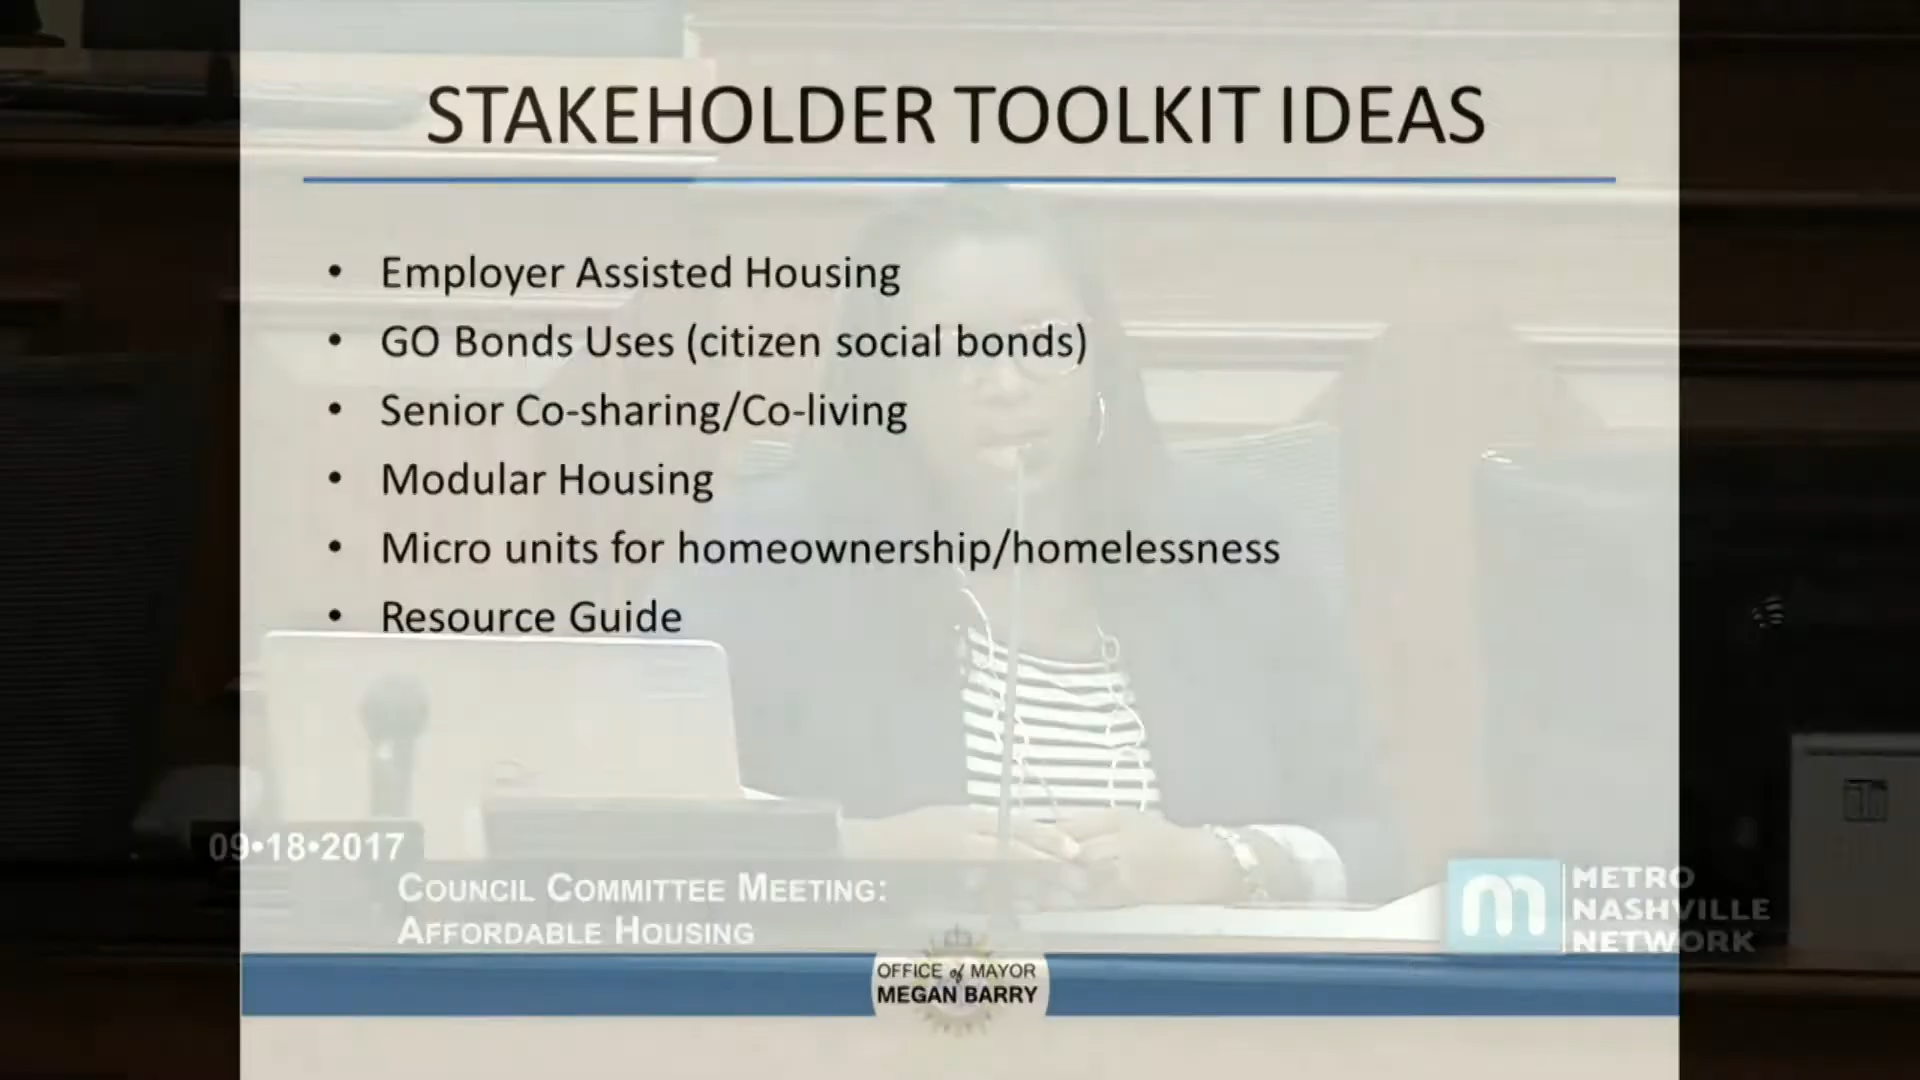 STAKEHOLDER TOOLKIT IDEAS
• Employer Assisted Housing
• GO Bonds Uses (citizen social bonds)
• Senior Co-sharing/Co-living
• Modular Housing
• Micro units for homeownership/homelessness
• Resource Guide
09•18•2017
COUNCIL COMMITTEE MEETING:
AFFORDABLE HOUSING
METRO
NASHVILLE
NETWORK
OFFICE of MAYOR
MEGAN BARRY